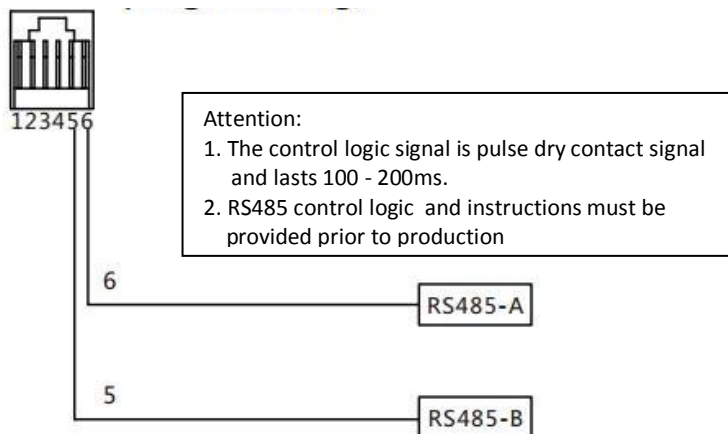 123456
Attention:
1. The control logic signal is pulse dry contact signal
and lasts 100 - 200ms.
2. RS485 control logic and instructions must be
provided prior to production
6
RS485-A
5
RS485-B